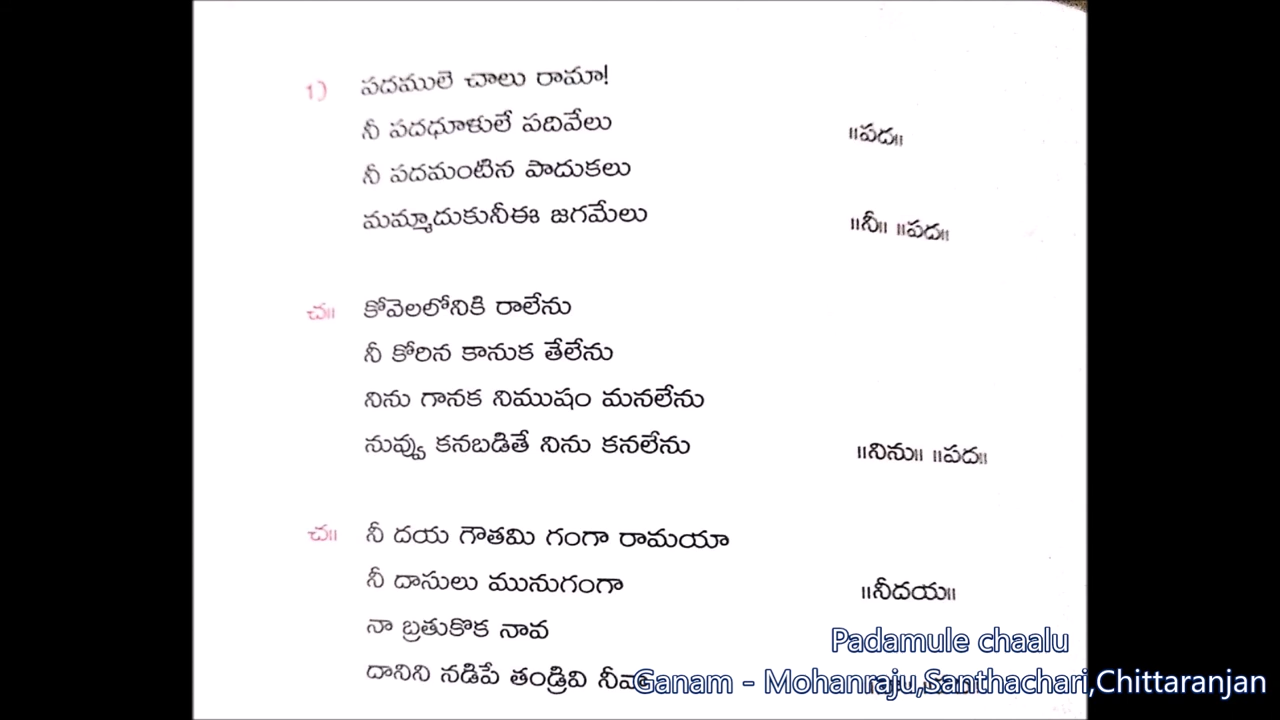 1) పదములె చాలు రామా!
నీ పదధూళులే పదివేలు ॥పద॥
నీ పదమంటిన పాదుకలు
మమ్మాదుకునీఈ జగమేలు ॥నీ॥ ॥పద॥
చ॥ కోవెలలోనికి రాలేను
నీ కోరిన కానుక తేలేను
నిను గానక నిముషం మనలేను
నువ్వు కనబడితే నిను కనలేను ॥నిను॥ ॥పద॥
చ॥ నీ దయ గౌతమి గంగా రామయా
నీ దాసులు మునుగంగా ॥నీదయ॥
నా బ్రతుకొక నావ
దానిని నడిపే తండ్రివి
Padamule chaalu
Ganam - Mohanraju,Santhachari,Chittaranjan